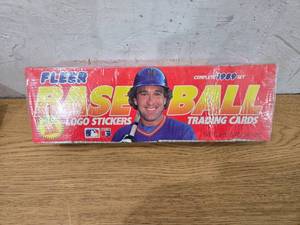 FLEER
COMPLETE 1989 SET
BASEBALL
LOGO STICKERS TRADING CARDS